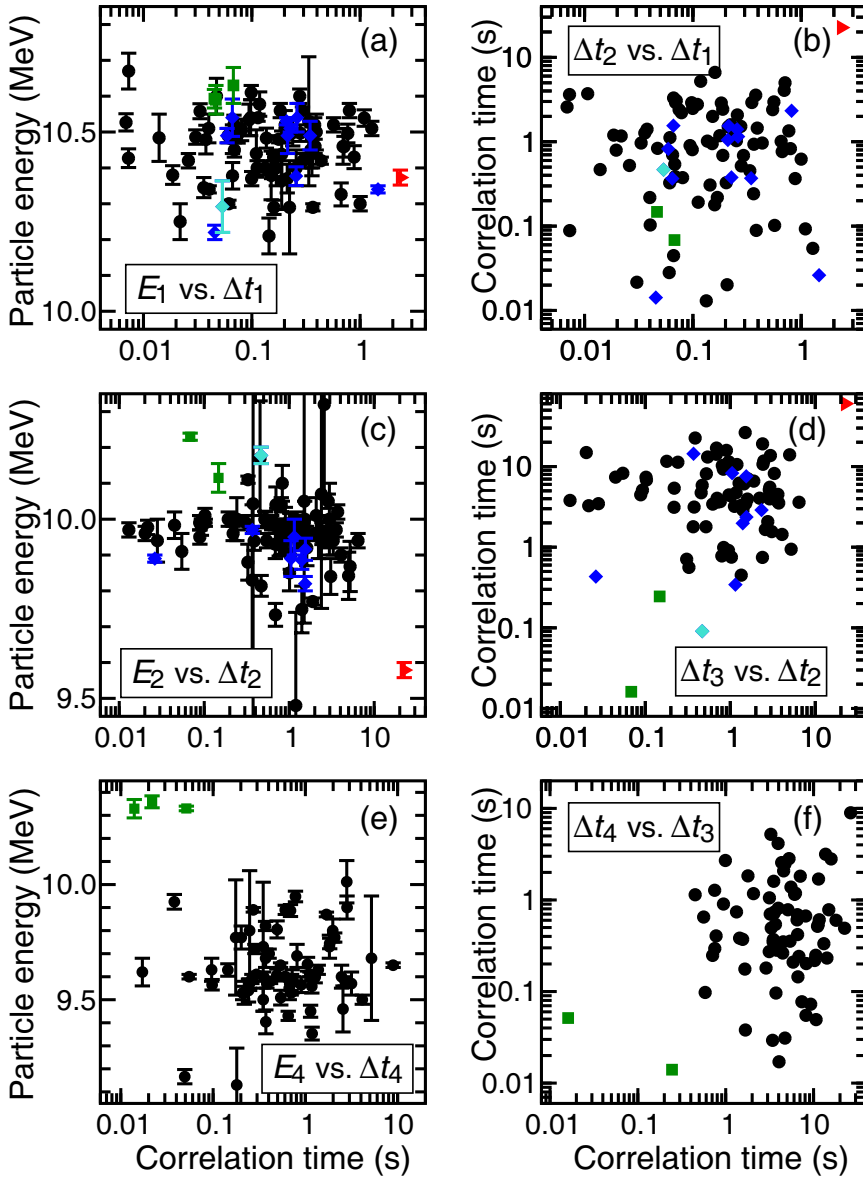 (a)
10.5
10.0
Particle energy (MeV)
E1 vs. Δt1
0.01 0.1 1
(b)
Δt2 vs. Δt1
10
1
0.1
0.01
Correlation time (s)
0.01 0.1 1
(c)
10.0
9.5
Particle energy (MeV)
E2 vs. Δt2
0.01 0.1 1 10
(d)
10
1
0.1
0.01
Correlation time (s)
Δt3 vs. Δt2
0.01 0.1 1 10
(e)
10.0
9.5
Particle energy (MeV)
E4 vs. Δt4
0.01 0.1 1 10
Correlation time (s)
(f)
Δt4 vs. Δt3
10
1
0.1
0.01
Correlation time (s)
0.01 0.1 1 10
Correlation time (s)